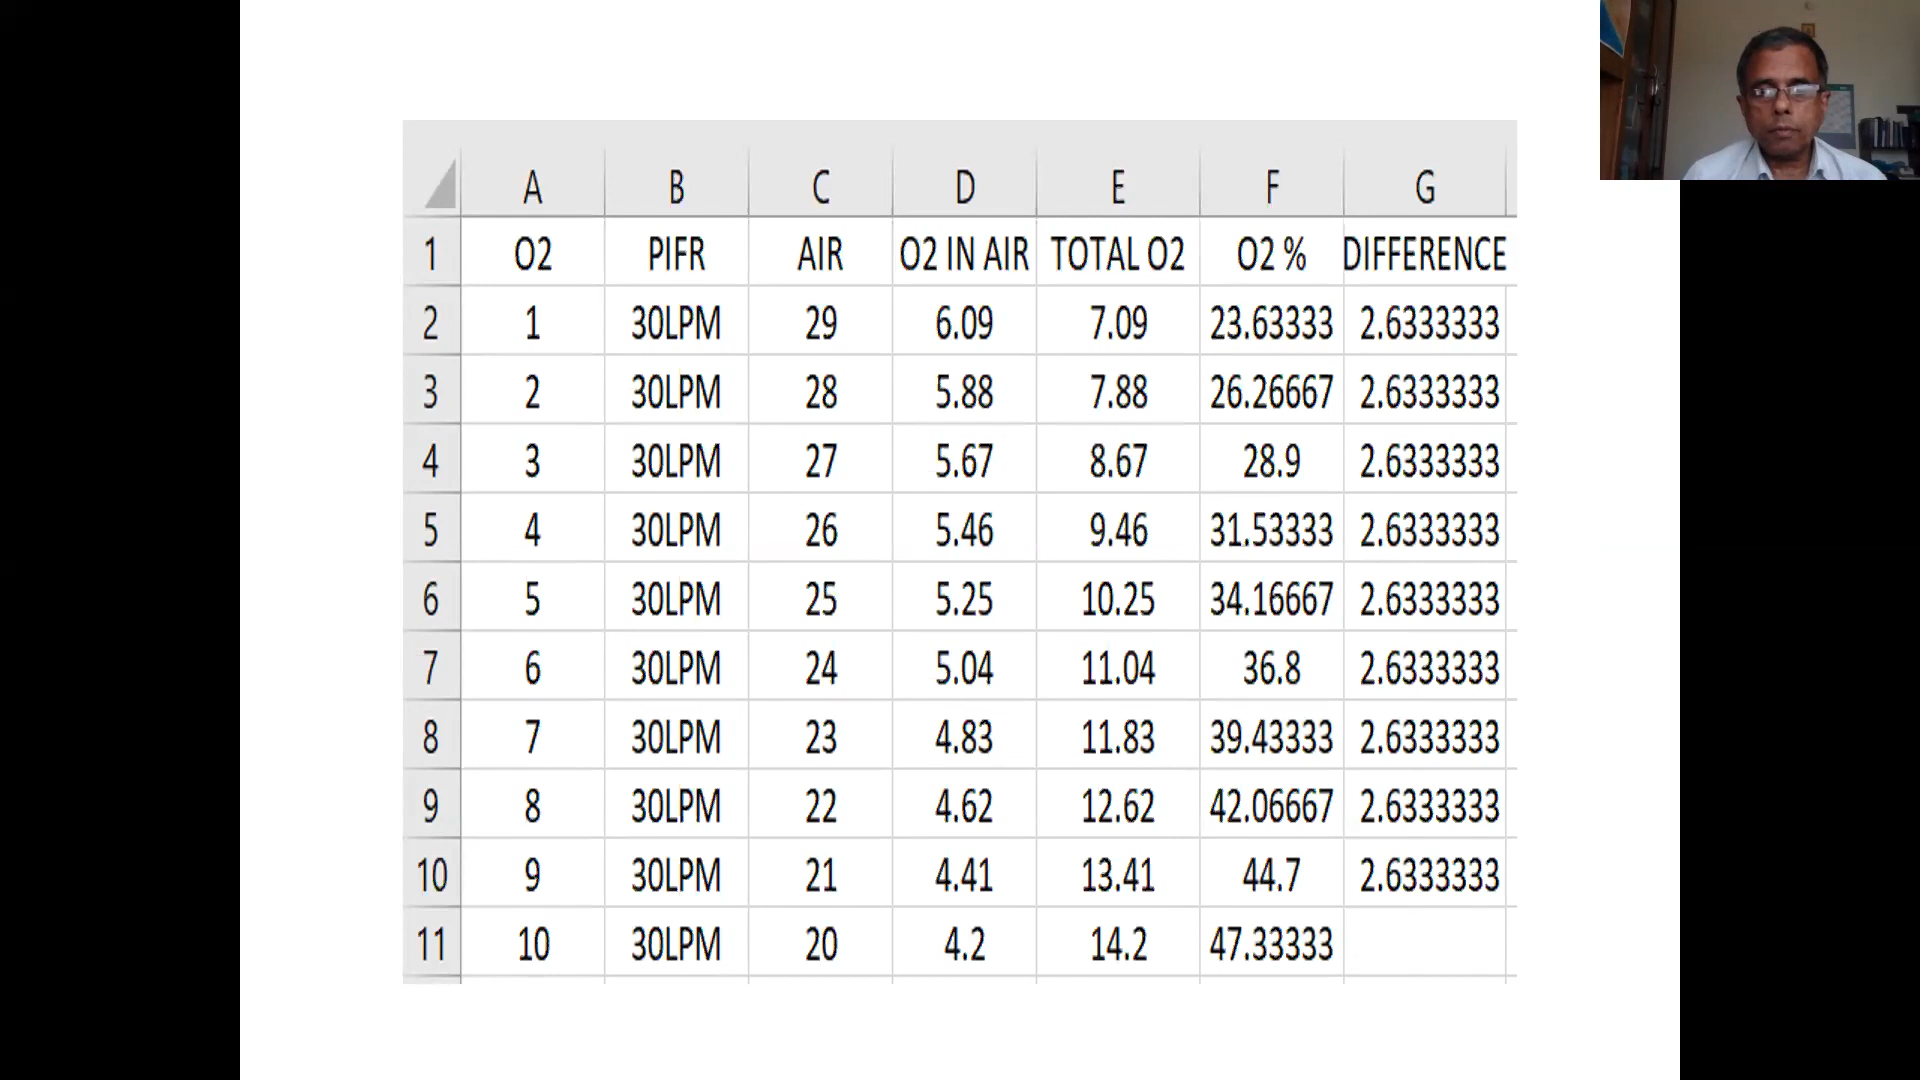 A B C D E F G
1 O2 PIFR AIR O2 IN AIR TOTAL O2 O2 % DIFFERENCE
2 1 30LPM 29 6.09 7.09 23.63333 2.6333333
3 2 30LPM 28 5.88 7.88 26.26667 2.6333333
4 3 30LPM 27 5.67 8.67 28.9 2.6333333
5 4 30LPM 26 5.46 9.46 31.53333 2.6333333
6 5 30LPM 25 5.25 10.25 34.16667 2.6333333
7 6 30LPM 24 5.04 11.04 36.8 2.6333333
8 7 30LPM 23 4.83 11.83 39.43333 2.6333333
9 8 30LPM 22 4.62 12.62 42.06667 2.6333333
10 9 30LPM 21 4.41 13.41 44.7 2.6333333
11 10 30LPM 20 4.2 14.2 47.33333